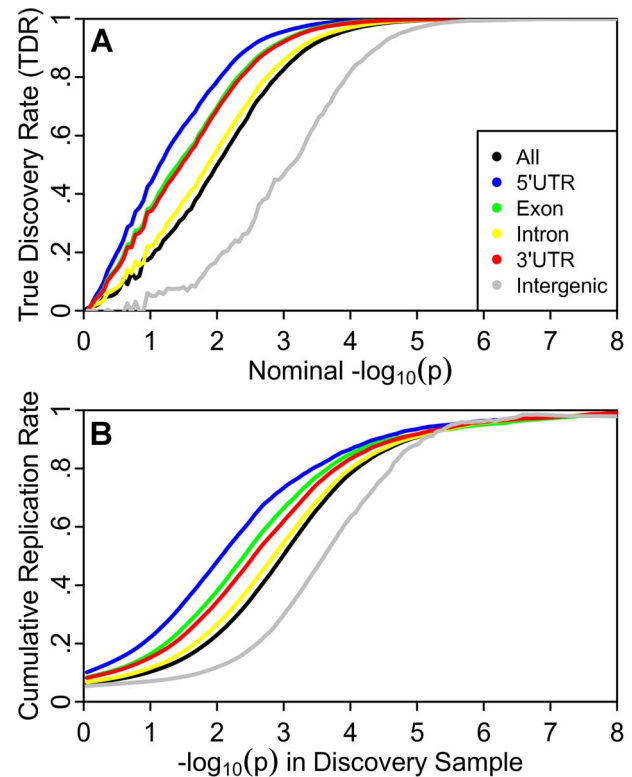 A
True Discovery Rate (TDR)
1
.8
.6
.4
.2
0
All
5'UTR
Exon
Intron
3'UTR
Intergenic
0 1 2 3 4 5 6 7 8
Nominal -log10(p)
B
Cumulative Replication Rate
1
.8
.6
.4
.2
0
0 1 2 3 4 5 6 7 8
-log10(p) in Discovery Sample